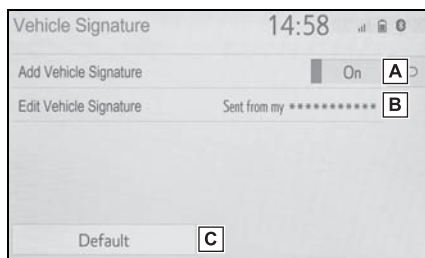 Vehicle Signature 14:58
Add Vehicle Signature On A
Edit Vehicle Signature Sent from my *********** B
Default C